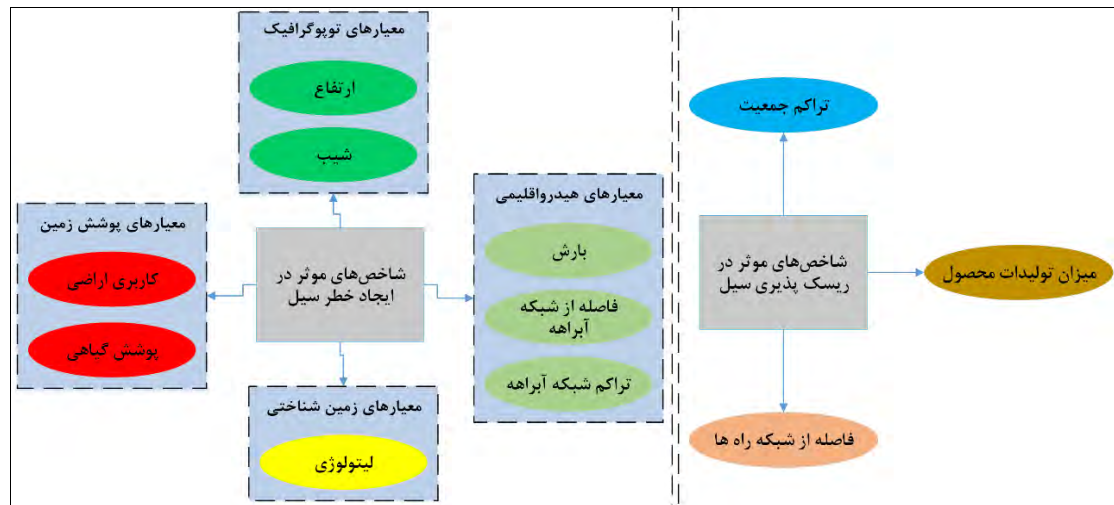 معیارهای توپوگرافیک
ارتفاع
شیب
معیارهای هیدرواقلیمی
بارش
فاصله از شبکه
آبراهه
تراکم شبکه آبراهه
شاخص‌های موثر در
ایجاد خطر سیل
معیارهای پوشش زمین
کاربری اراضی
پوشش گیاهی
معیارهای زمین شناختی
لیتولوژی
تراکم جمعیت
شاخص‌های موثر در
ریسک پذیری سیل
میزان تولیدات محصول
فاصله از شبکه راه ها